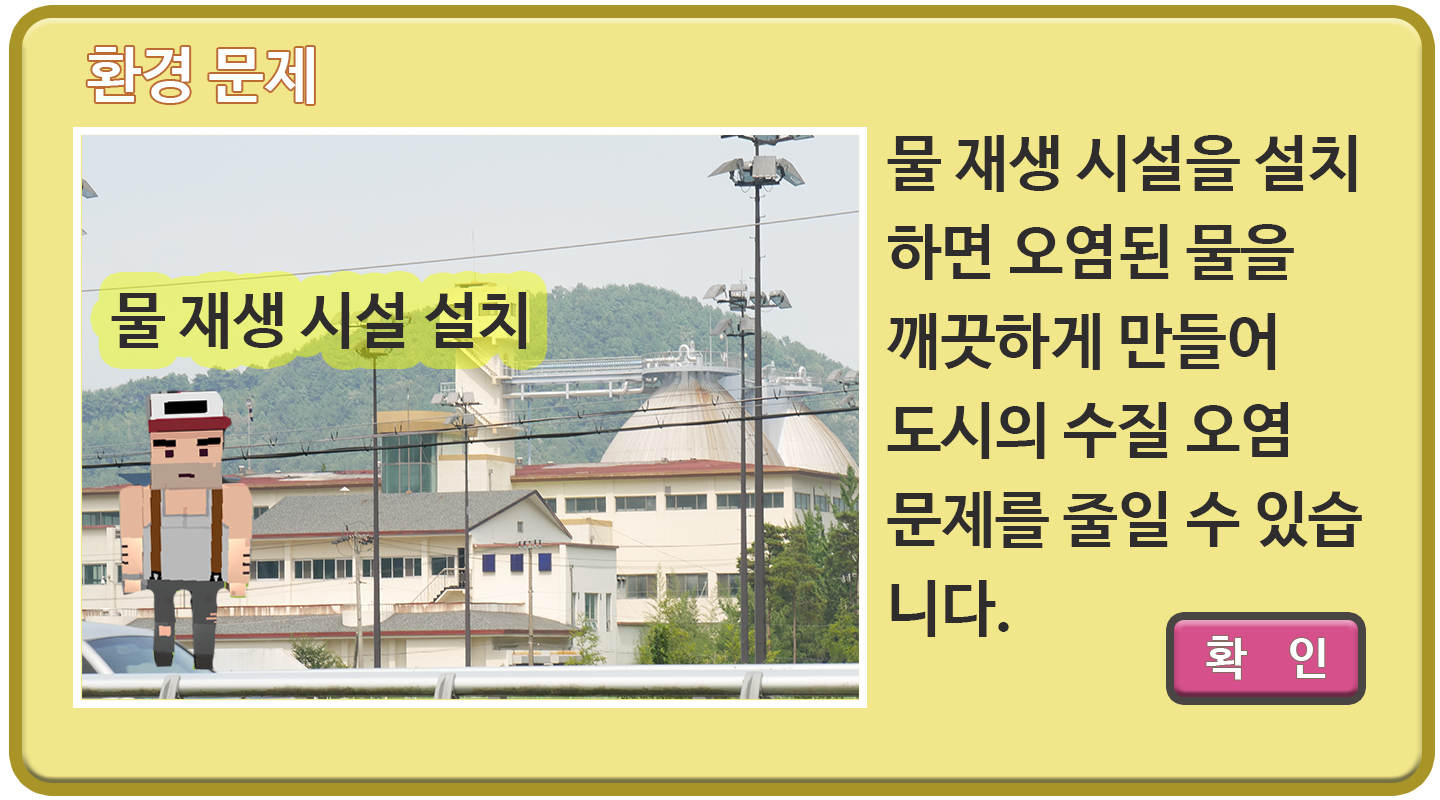 환경 문제
물 재생 시설 설치
물 재생 시설을 설치
하면 오염된 물을
깨끗하게 만들어
도시의 수질 오염
문제를 줄일 수 있습
니다.
확 인